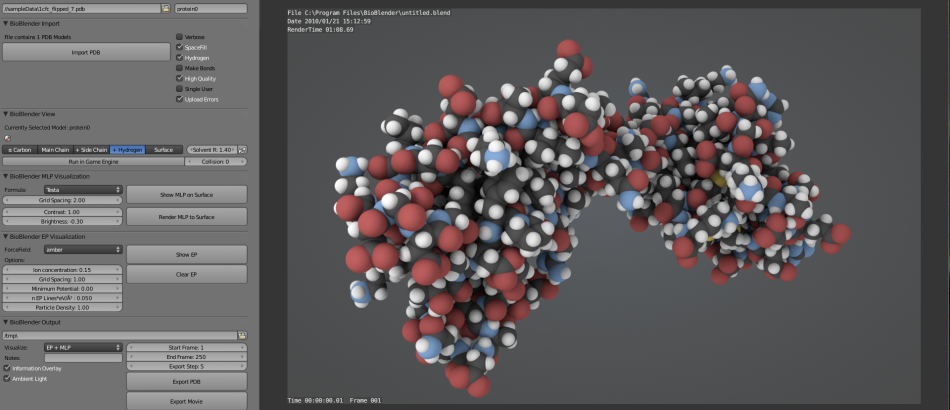 //sampleData\1cfc_flipped_7.pdb protein0
BioBlender Import
File contains 1 PDB Models
Import PDB
Verbose
SpaceFill
Hydrogen
Make Bonds
High Quality
Single User
Upload Errors
BioBlender View
Currently Selected Model: protein0
α Carbon Main Chain + Side Chain + Hydrogen Surface Solvent R: 1.40
Run in Game Engine Collision: 0
BioBlender MLP Visualization
Formula: Testa
Grid Spacing: 2.00
Contrast: 1.00
Brightness: -0.30
Show MLP on Surface
Render MLP to Surface
BioBlender EP Visualization
ForceField: amber
Options:
Ion concentration: 0.15
Grid Spacing: 1.00
Minimum Potential: 0.00
n EP Lines*eV/Å²: 0.050
Particle Density: 1.00
Show EP
Clear EP
BioBlender Output
/tmp\
Visualize: EP + MLP
Notes:
Information Overlay
Ambient Light
Start Frame: 1
End Frame: 250
Export Step: 5
Export PDB
Export Movie
File C:\Program Files\BioBlender\untitled.blend
Date 2010/01/21 15:12:59
RenderTime 01:08.69
Time 00:00:00.01 Frame 001